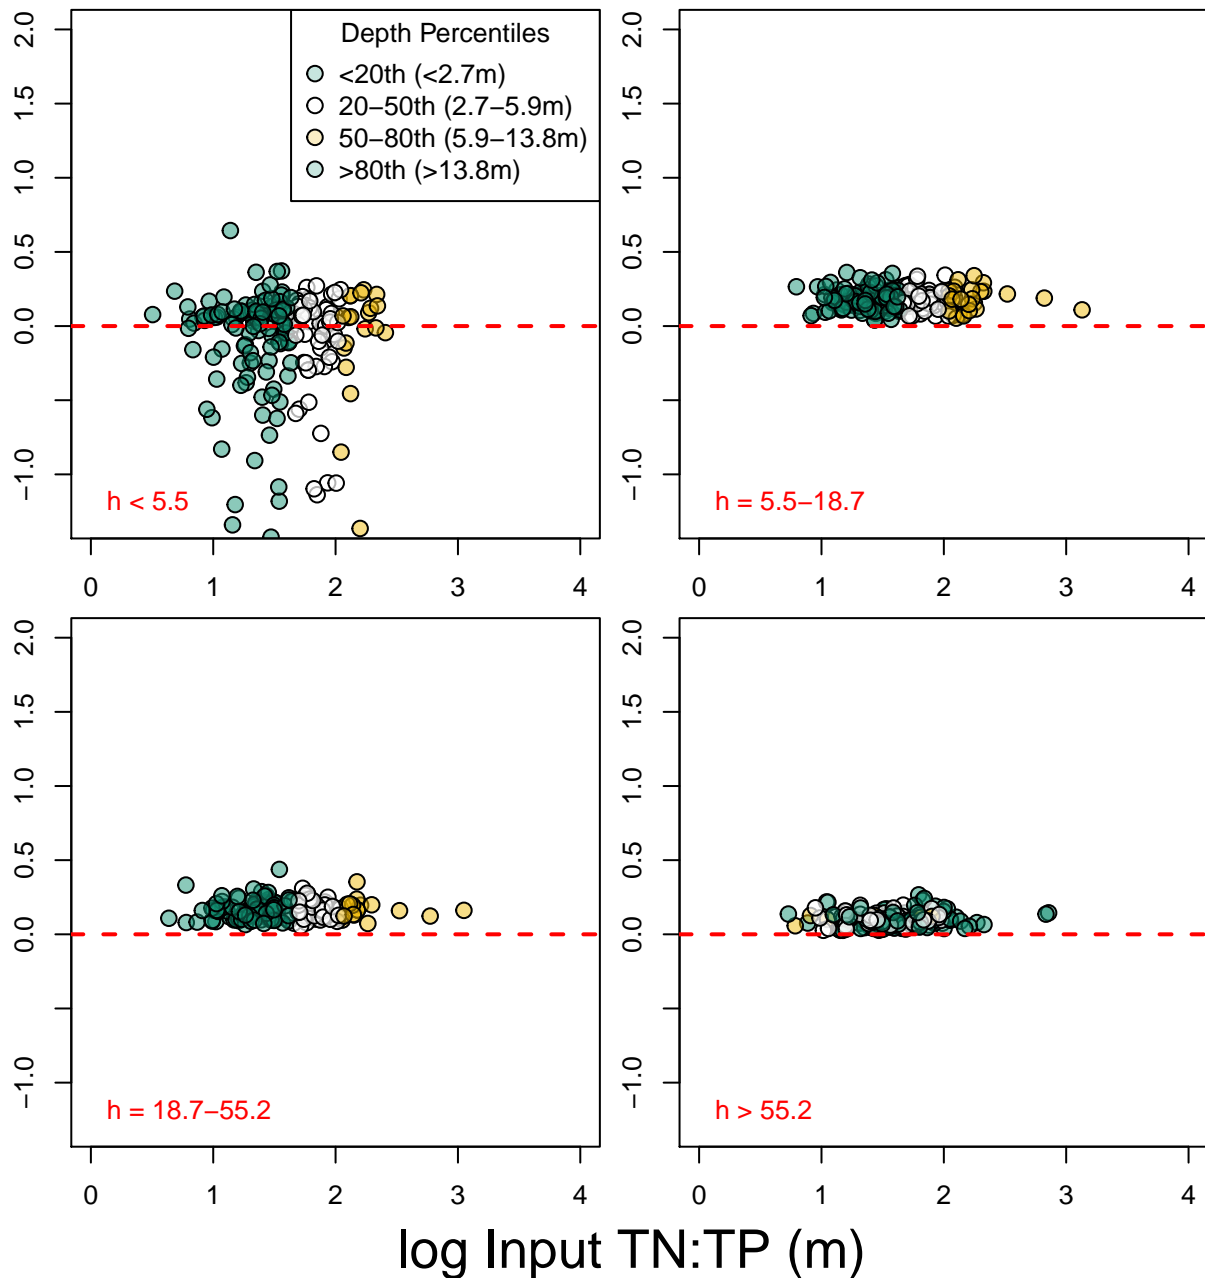 2.0
1.5
1.0
0.5
0.0
−1.0
Depth Percentiles
<20th (<2.7m)
20−50th (2.7−5.9m)
50−80th (5.9−13.8m)
>80th (>13.8m)
h < 5.5
0 1 2 3 4
2.0
1.5
1.0
0.5
0.0
−1.0
h = 5.5−18.7
0 1 2 3 4
2.0
1.5
1.0
0.5
0.0
−1.0
h = 18.7−55.2
0 1 2 3 4
2.0
1.5
1.0
0.5
0.0
−1.0
h > 55.2
0 1 2 3 4
log Input TN:TP (m)